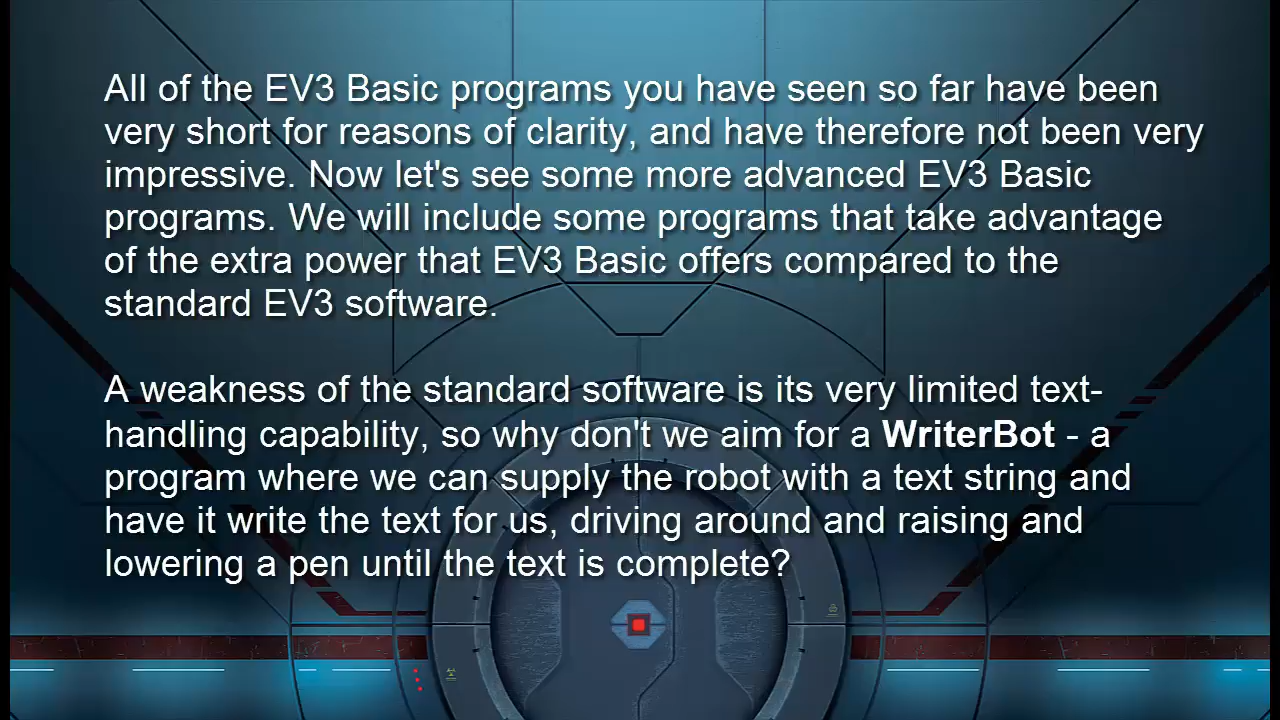 All of the EV3 Basic programs you have seen so far have been
very short for reasons of clarity, and have therefore not been very
impressive. Now let's see some more advanced EV3 Basic
programs. We will include some programs that take advantage
of the extra power that EV3 Basic offers compared to the
standard EV3 software.
A weakness of the standard software is its very limited text-
handling capability, so why don't we aim for a WriterBot - a
program where we can supply the robot with a text string and
have it write the text for us, driving around and raising and
lowering a pen until the text is complete?